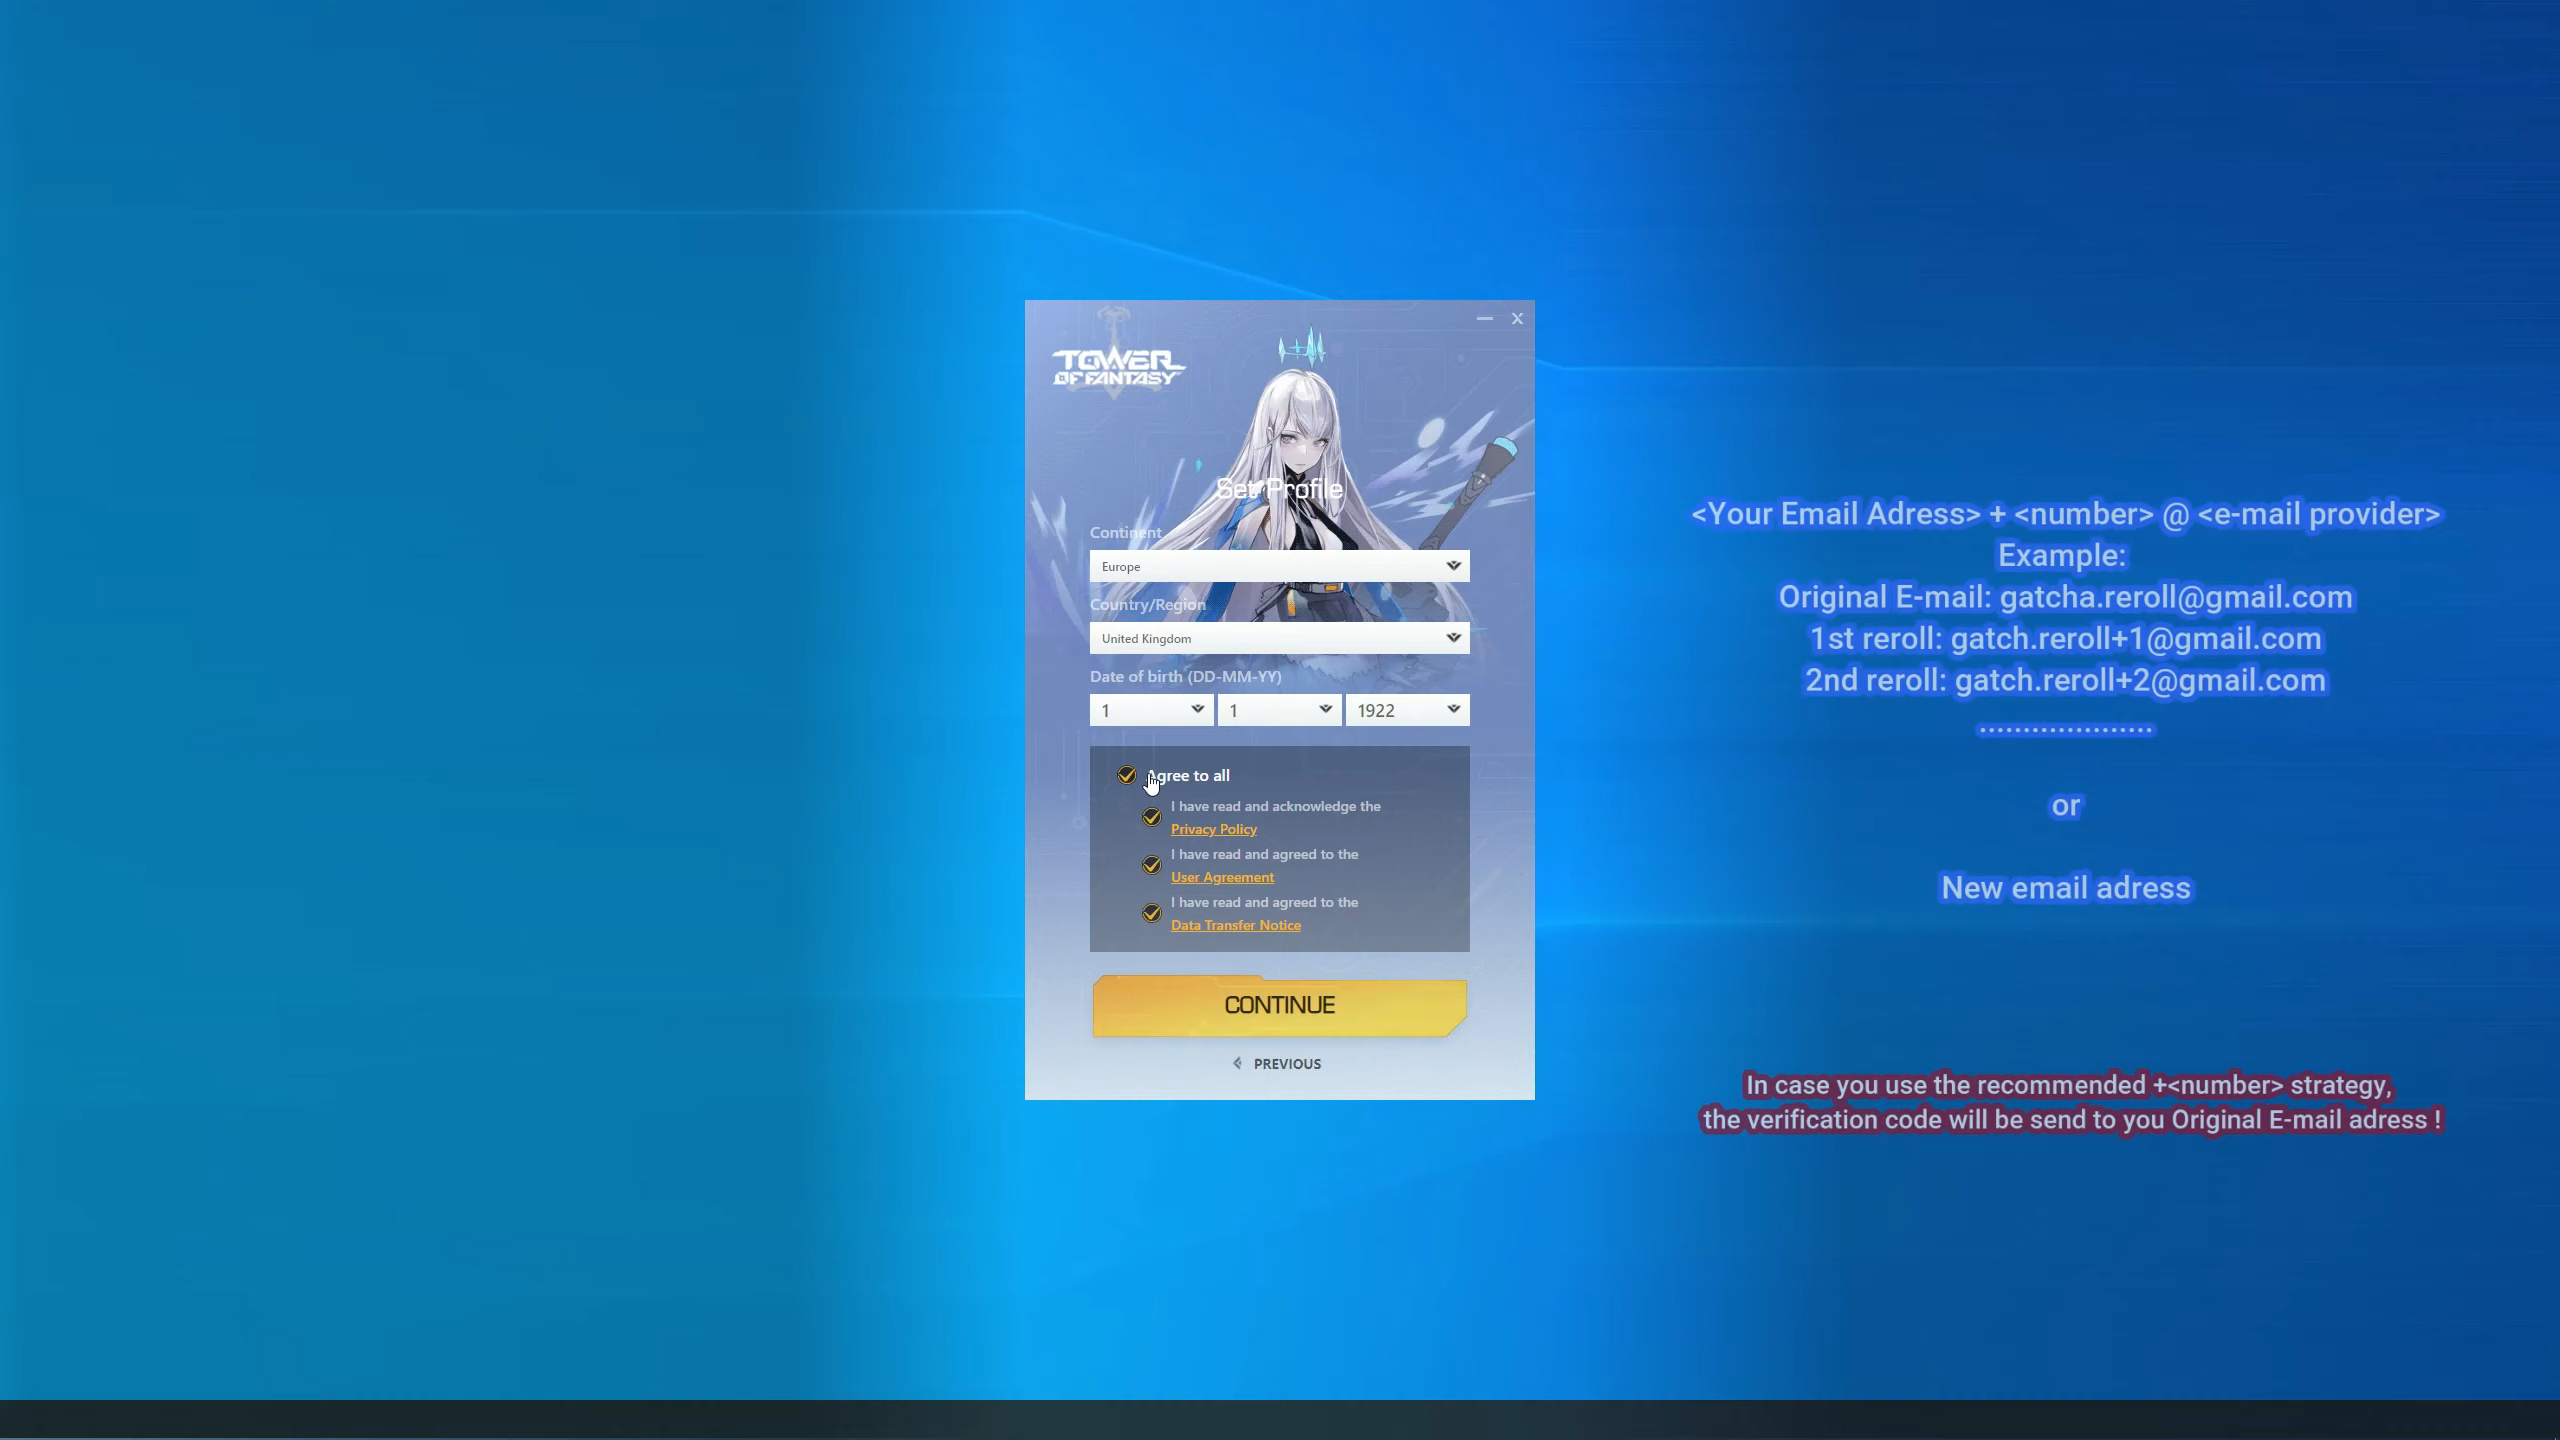 TOWER
OF FANTASY
Set Profile
Continent
Europe
Country/Region
United Kingdom
Date of birth (DD-MM-YY)
1 1 1922
Agree to all
I have read and acknowledge the
Privacy Policy
I have read and agreed to the
User Agreement
I have read and agreed to the
Data Transfer Notice
CONTINUE
PREVIOUS
<Your Email Adress> + <number> @ <e-mail provider>
Example:
Original E-mail: gatcha.reroll@gmail.com
1st reroll: gatch.reroll+1@gmail.com
2nd reroll: gatch.reroll+2@gmail.com
....................
or
New email adress
In case you use the recommended +<number> strategy,
the verification code will be send to you Original E-mail adress !